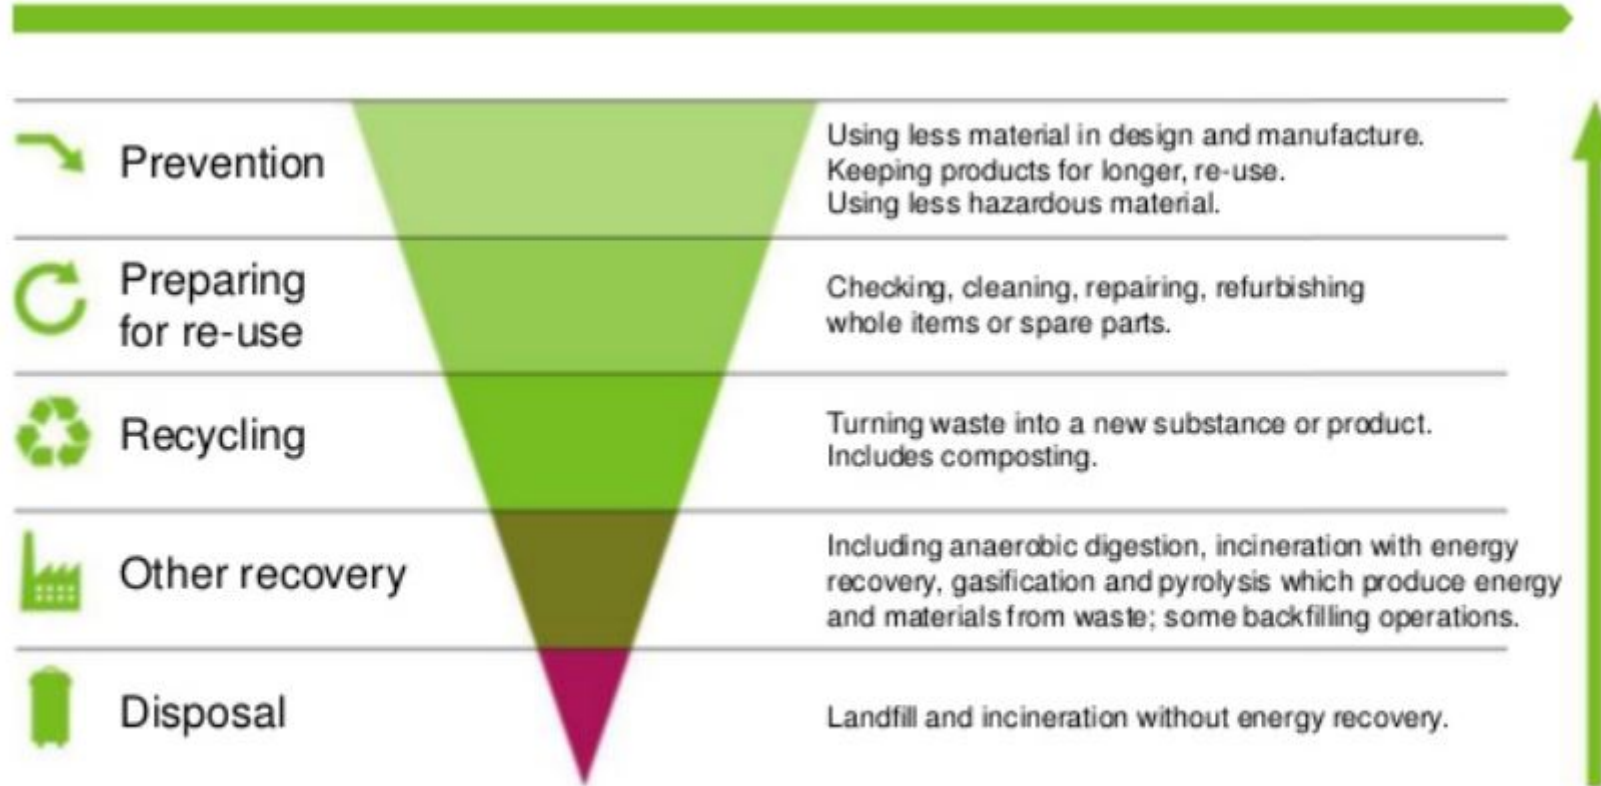 Prevention
Using less material in design and manufacture.
Keeping products for longer, re-use.
Using less hazardous material.
Preparing
for re-use
Checking, cleaning, repairing, refurbishing
whole items or spare parts.
Recycling
Turning waste into a new substance or product.
Includes composting.
Other recovery
Including anaerobic digestion, incineration with energy
recovery, gasification and pyrolysis which produce energy
and materials from waste; some backfilling operations.
Disposal
Landfill and incineration without energy recovery.